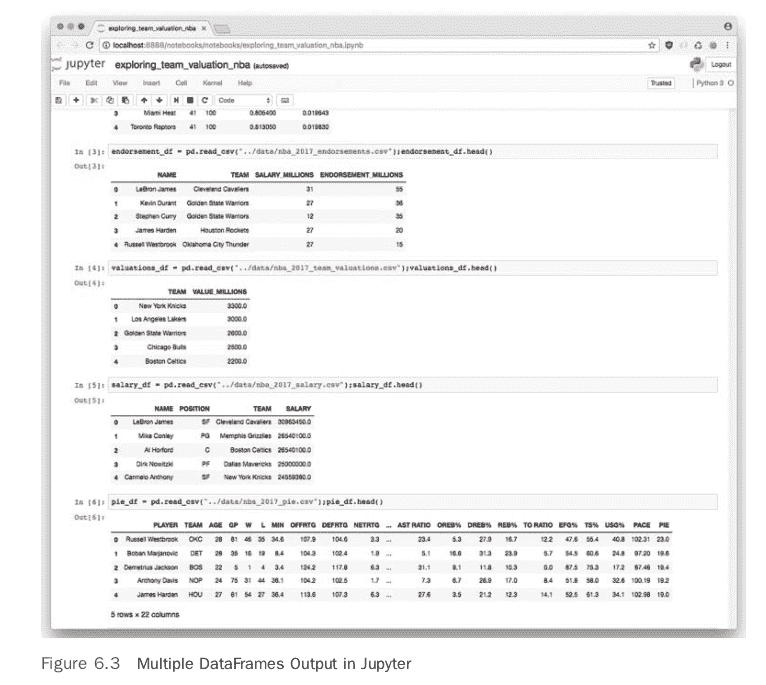 exploring_team_valuation_nba
localhost:8888/notebooks/notebooks/exploring_team_valuation_nba.ipynb
jupyter exploring_team_valuation_nba (autosaved)
Logout
File Edit View Insert Cell Kernel Help
Trusted Python 3
Code
3 Miami Heat 41 100 0.805400 0.019643
4 Toronto Raptors 41 100 0.813050 0.019830
In [3]: endorsement_df = pd.read_csv("../data/nba_2017_endorsements.csv");endorsement_df.head()
Out[3]:
NAME TEAM SALARY_MILLIONS ENDORSEMENT_MILLIONS
0 LeBron James Cleveland Cavaliers 31 55
1 Kevin Durant Golden State Warriors 27 36
2 Stephen Curry Golden State Warriors 12 35
3 James Harden Houston Rockets 27 20
4 Russell Westbrook Oklahoma City Thunder 27 15
In [4]: valuations_df = pd.read_csv("../data/nba_2017_team_valuations.csv");valuations_df.head()
Out[4]:
TEAM VALUE_MILLIONS
0 New York Knicks 3300.0
1 Los Angeles Lakers 3000.0
2 Golden State Warriors 2600.0
3 Chicago Bulls 2500.0
4 Boston Celtics 2200.0
In [5]: salary_df = pd.read_csv("../data/nba_2017_salary.csv");salary_df.head()
Out[5]:
NAME POSITION TEAM SALARY
0 LeBron James SF Cleveland Cavaliers 30963450.0
1 Mike Conley PG Memphis Grizzlies 26540100.0
2 Al Horford C Boston Celtics 26540100.0
3 Dirk Nowitzki PF Dallas Mavericks 25000000.0
4 Carmelo Anthony SF New York Knicks 24559380.0
In [6]: pie_df = pd.read_csv("../data/nba_2017_pie.csv");pie_df.head()
Out[6]:
PLAYER TEAM AGE GP W L MIN OFFRTG DEFRTG NETRTG ... AST RATIO OREB% DREB% REB% TO RATIO EFG% TS% USG% PACE PIE
0 Russell Westbrook OKC 28 81 46 35 34.6 107.9 104.6 3.3 ... 23.4 5.3 27.9 16.7 12.2 47.6 55.4 40.8 102.31 23.0
1 Boban Marjanovic DET 28 35 16 19 8.4 104.3 102.4 1.9 ... 5.1 16.6 31.3 23.9 5.7 54.5 60.6 24.8 97.20 19.6
2 Demetrius Jackson BOS 22 5 1 4 3.4 124.2 117.8 6.3 ... 31.1 9.1 11.8 10.3 0.0 87.5 75.3 17.2 87.46 19.4
3 Anthony Davis NOP 24 75 31 44 36.1 104.2 102.5 1.7 ... 7.3 6.7 26.9 17.0 8.4 51.8 58.0 32.6 100.19 19.2
4 James Harden HOU 27 81 54 27 36.4 113.6 107.3 6.3 ... 27.6 3.5 21.2 12.3 14.1 52.5 61.3 34.1 102.98 19.0
5 rows × 22 columns
Figure 6.3 Multiple DataFrames Output in Jupyter